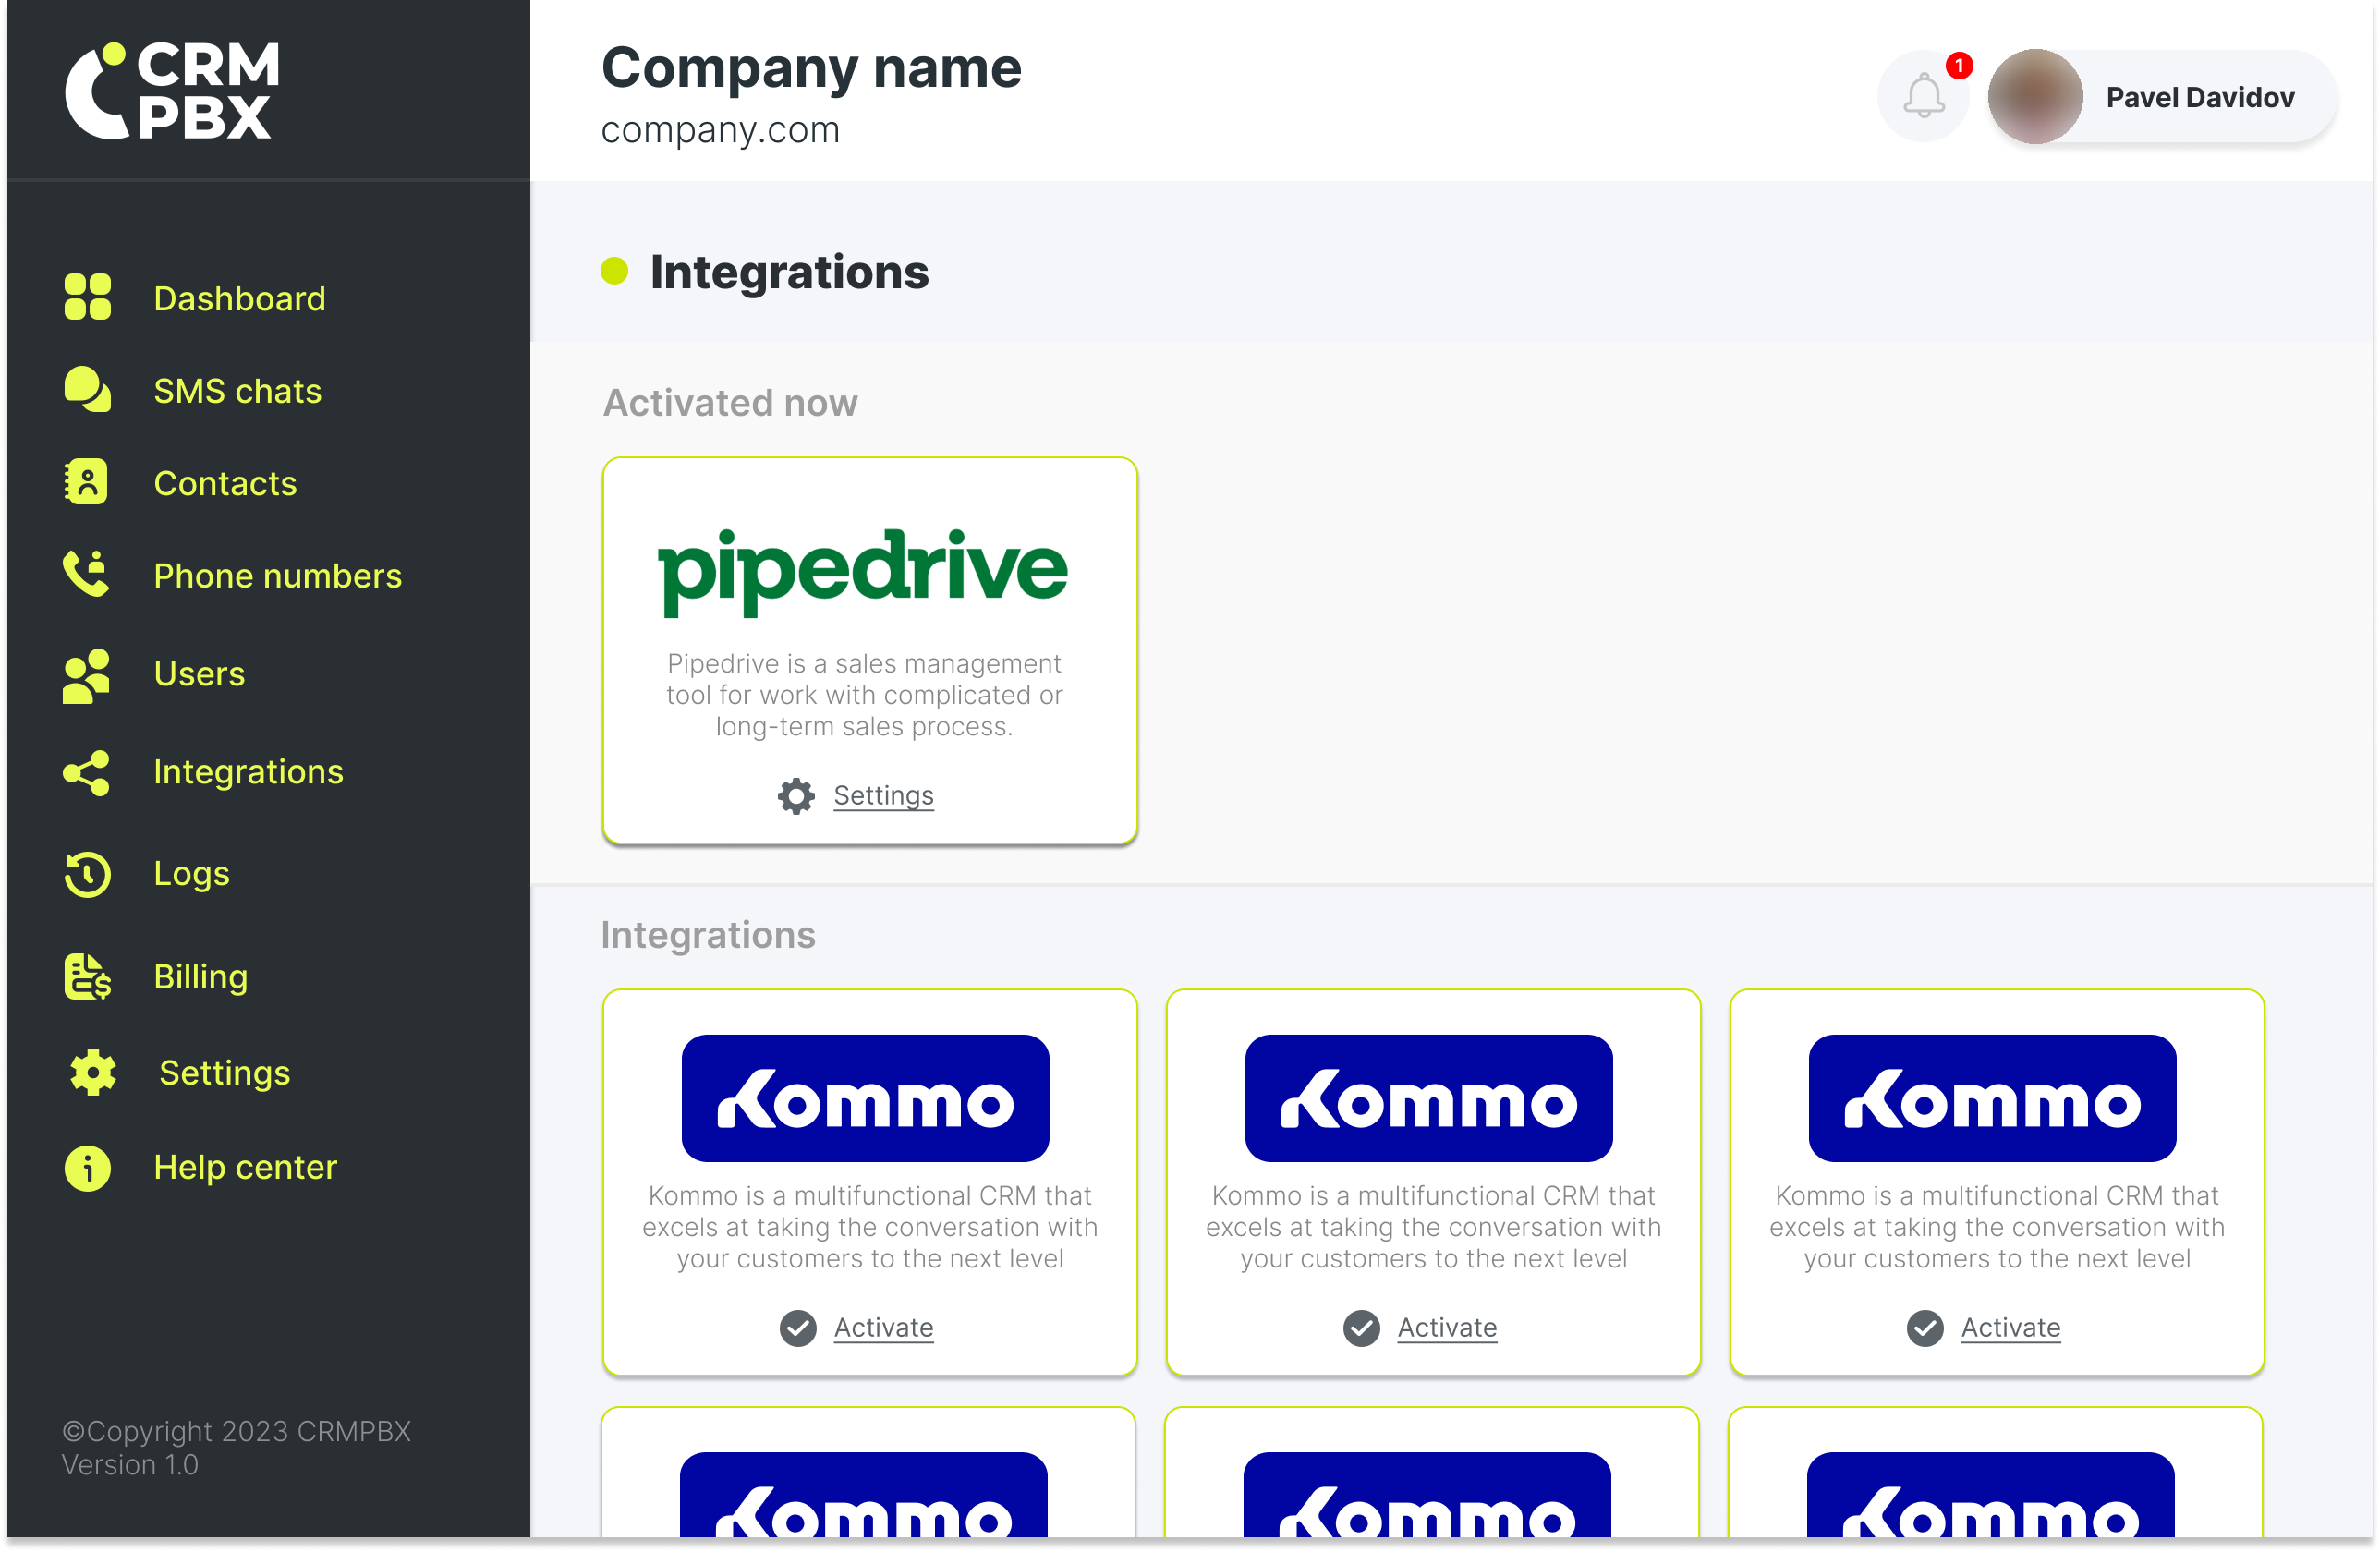 CRM
PBX
Company name
company.com
1
Pavel Davidov
Dashboard
SMS chats
Contacts
Phone numbers
Users
Integrations
Logs
Billing
Settings
Help center
©Copyright 2023 CRMPBX
Version 1.0
Integrations
Activated now
pipedrive
Pipedrive is a sales management
tool for work with complicated or
long-term sales process.
Settings
Integrations
Kommo
Kommo is a multifunctional CRM that
excels at taking the conversation with
your customers to the next level
Activate
Kommo
Kommo is a multifunctional CRM that
excels at taking the conversation with
your customers to the next level
Activate
Kommo
Kommo is a multifunctional CRM that
excels at taking the conversation with
your customers to the next level
Activate
Kommo
Kommo
Kommo